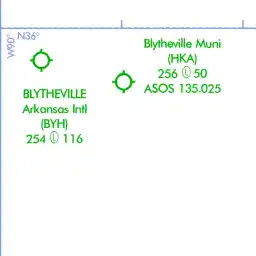 N36°
W90°
Blytheville Muni
(HKA)
256 Ⓛ 50
ASOS 135.025
BLYTHEVILLE
Arkansas Intl
(BYH)
254 Ⓛ 116